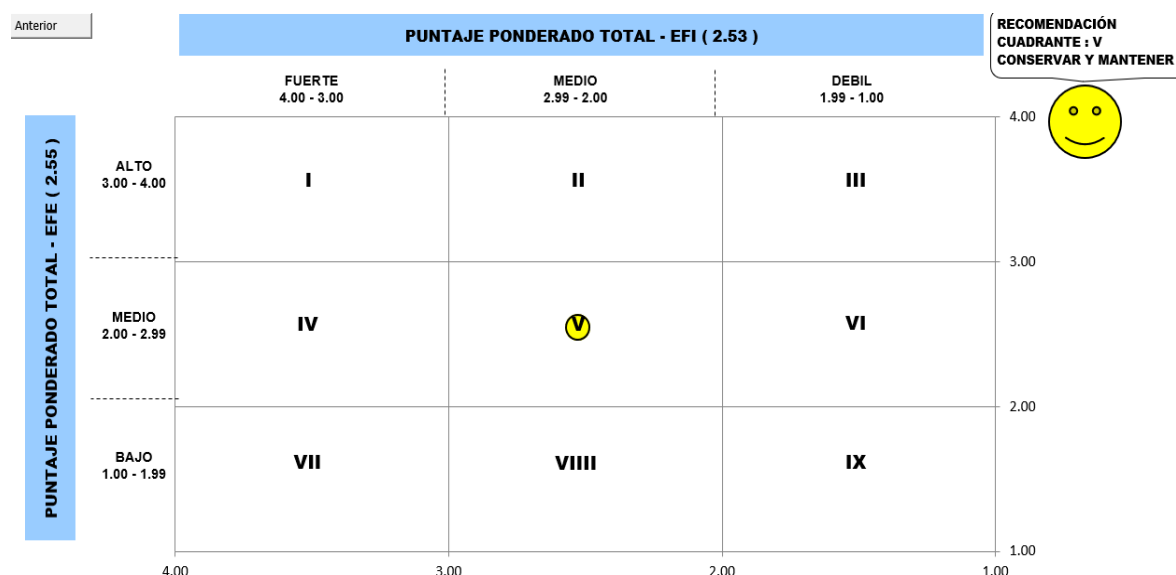 Anterior
PUNTAJE PONDERADO TOTAL - EFI ( 2.53 )
RECOMENDACIÓN
CUADRANTE : V
CONSERVAR Y MANTENER
FUERTE
4.00 - 3.00
MEDIO
2.99 - 2.00
DEBIL
1.99 - 1.00
PUNTAJE PONDERADO TOTAL - EFE ( 2.55 )
ALTO
3.00 - 4.00
I
II
III
4.00
3.00
MEDIO
2.00 - 2.99
IV
V
VI
2.00
BAJO
1.00 - 1.99
VII
VIIII
IX
1.00
4.00
3.00
2.00
1.00